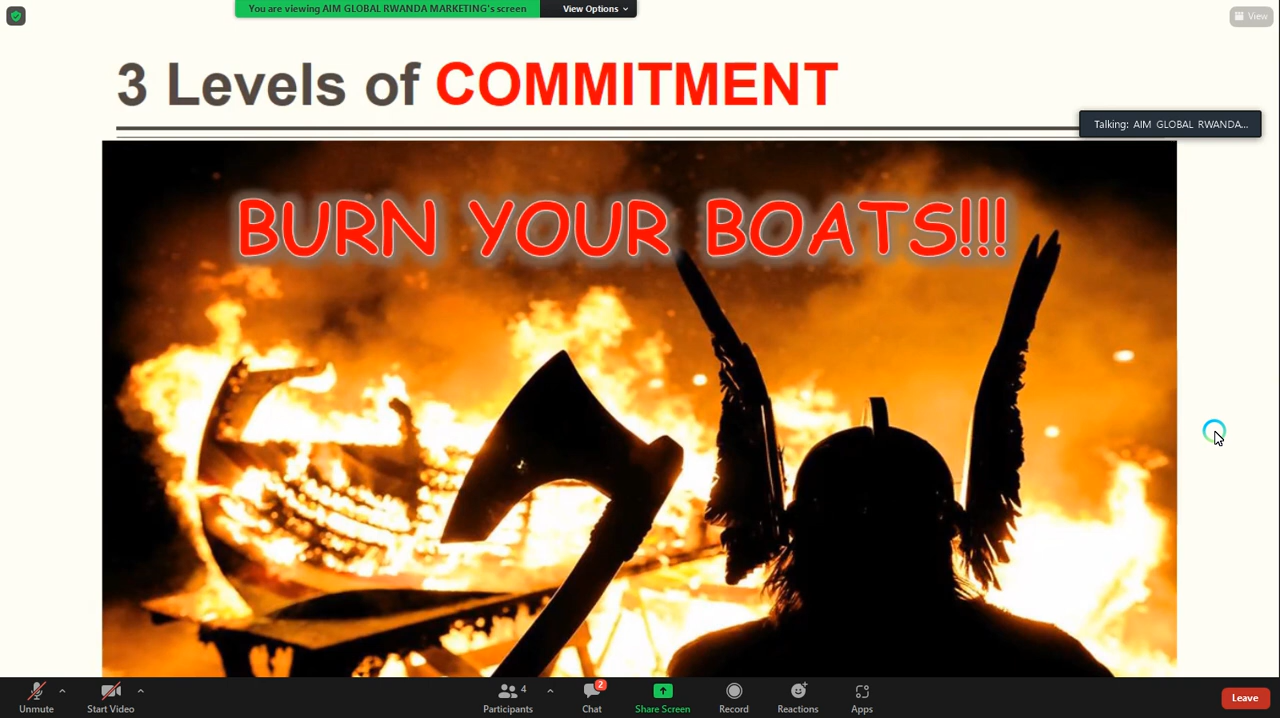 You are viewing AIM GLOBAL RWANDA MARKETING's screen
View Options
View
3 Levels of COMMITMENT
Talking: AIM GLOBAL RWANDA...
BURN YOUR BOATS!!!
Unmute
Start Video
4
Participants
2
Chat
Share Screen
Record
Reactions
Apps
Leave